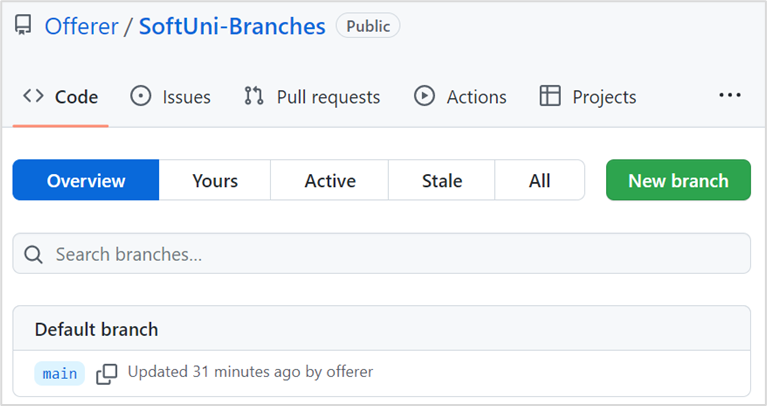 Offerer / SoftUni-Branches Public
Code Issues Pull requests Actions Projects ...
Overview Yours Active Stale All New branch
Search branches...
Default branch
main Updated 31 minutes ago by offerer